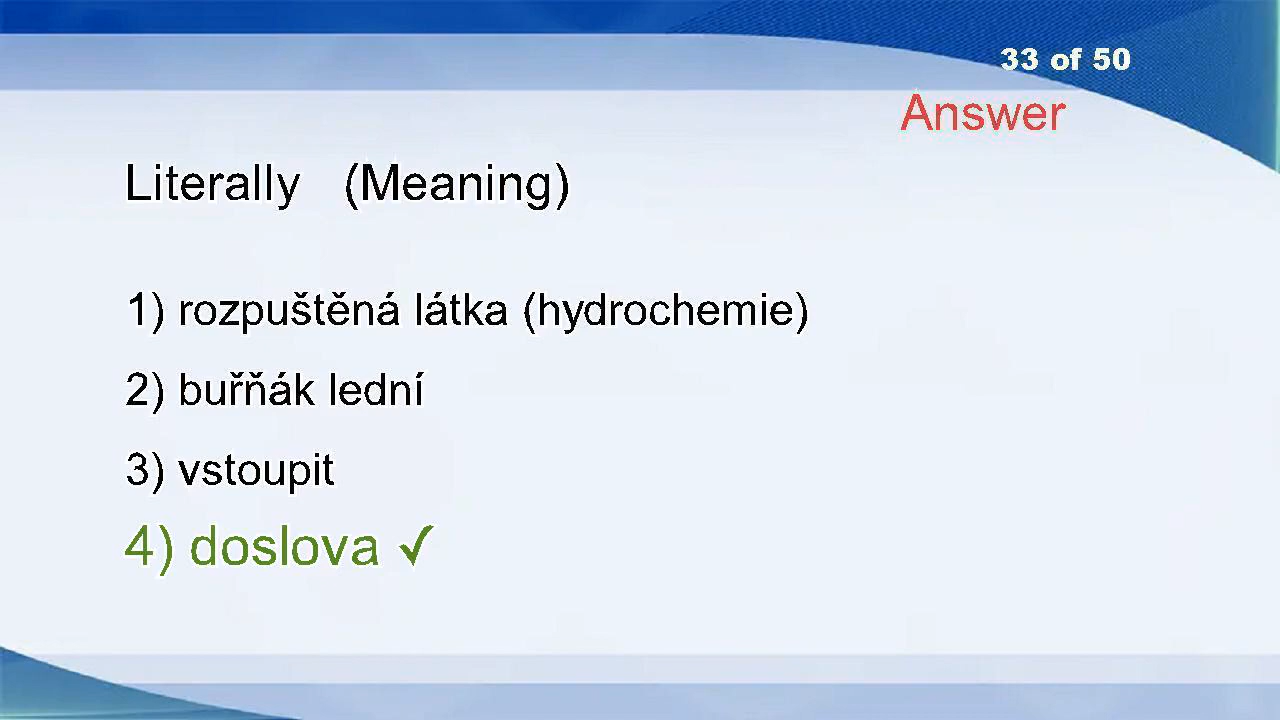 33 of 50
Answer
Literally (Meaning)
1) rozpuštěná látka (hydrochemie)
2) buřňák lední
3) vstoupit
4) doslova ✓